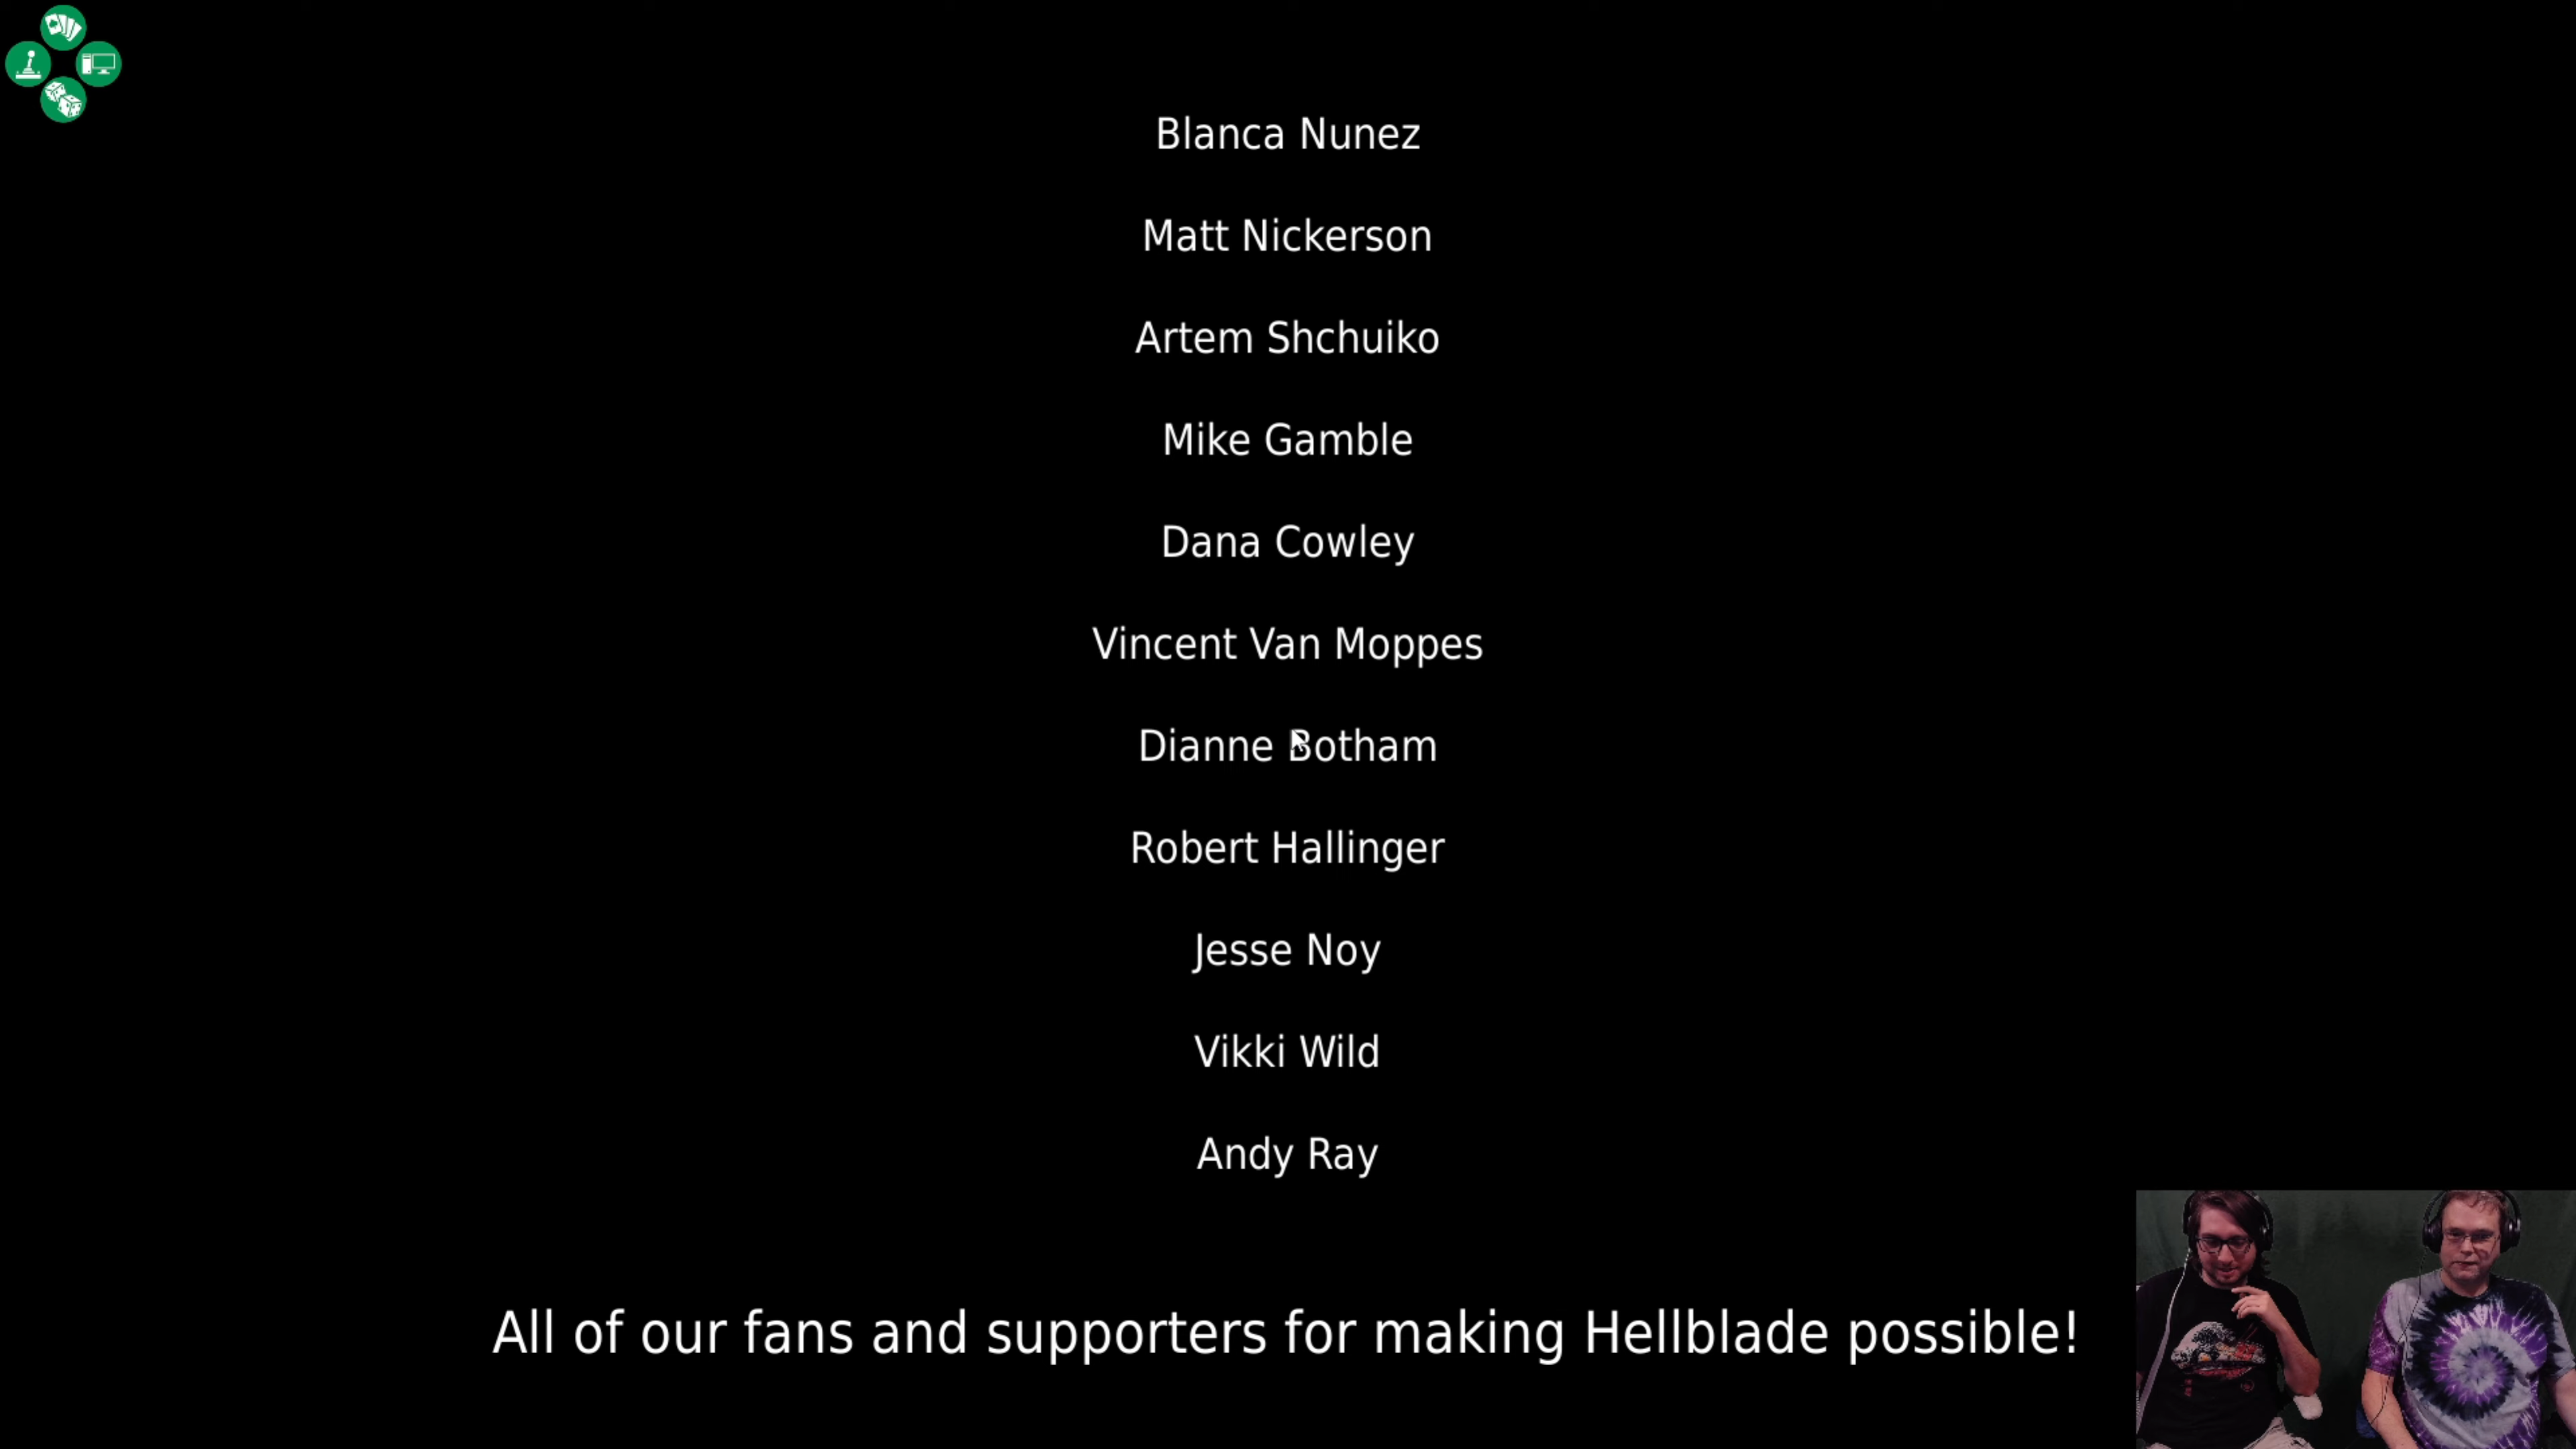 Blanca Nunez
Matt Nickerson
Artem Shchuiko
Mike Gamble
Dana Cowley
Vincent Van Moppes
Dianne Botham
Robert Hallinger
Jesse Noy
Vikki Wild
Andy Ray
All of our fans and supporters for making Hellblade possible!